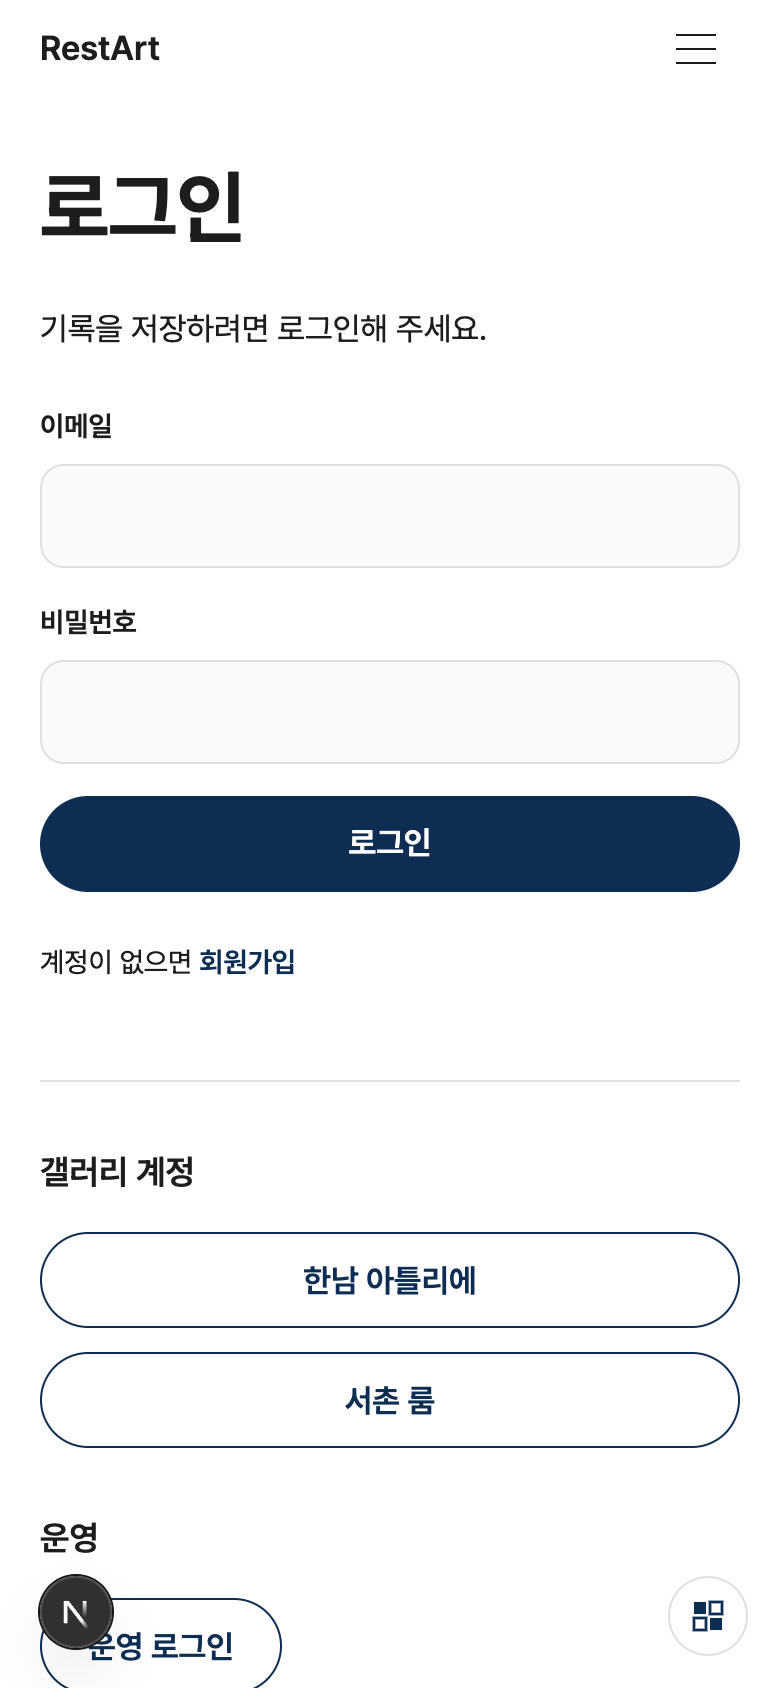 RestArt
로그인
기록을 저장하려면 로그인해 주세요.
이메일
비밀번호
로그인
계정이 없으면 회원가입
갤러리 계정
한남 아틀리에
서촌 룸
운영
N
운영 로그인